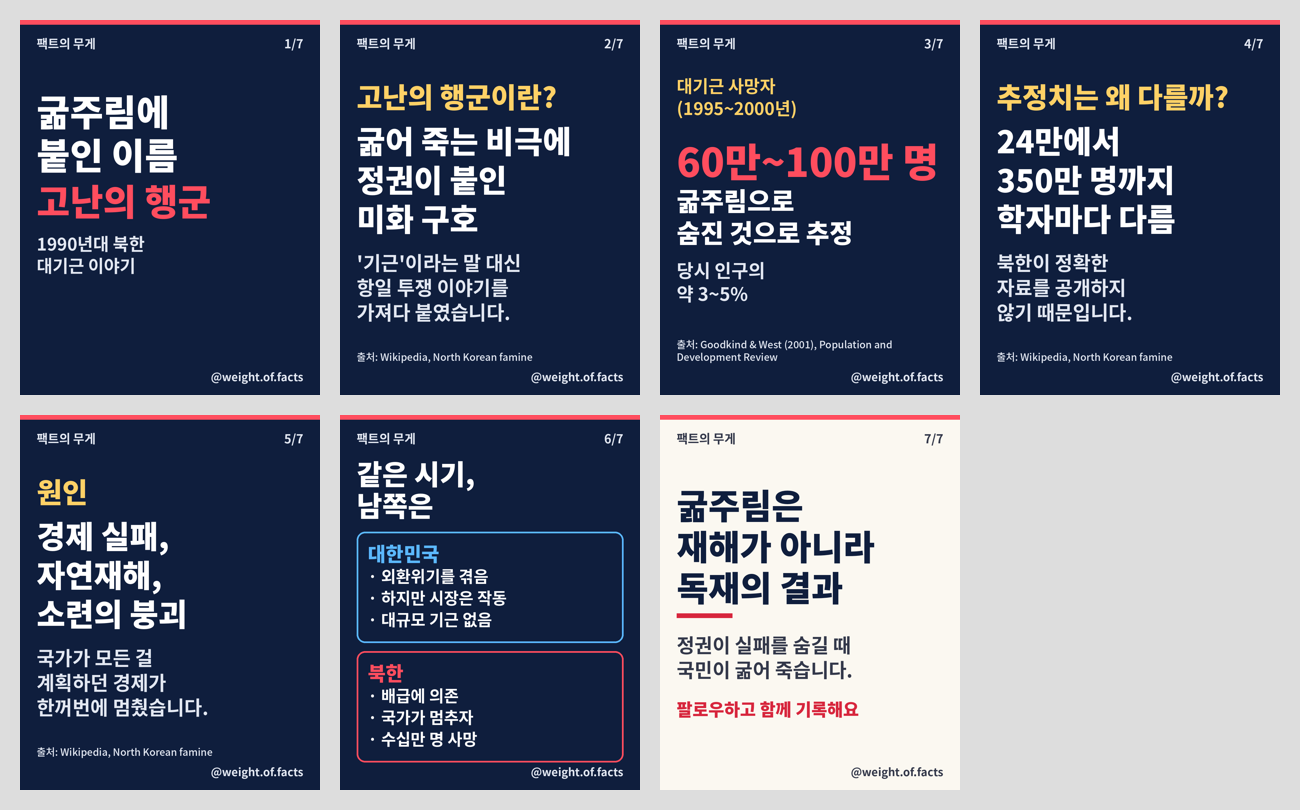 팩트의 무게
1/7
굶주림에
붙인 이름
고난의 행군
1990년대 북한
대기근 이야기
@weight.of.facts
팩트의 무게
2/7
고난의 행군이란?
굶어 죽는 비극에
정권이 붙인
미화 구호
'기근'이라는 말 대신
항일 투쟁 이야기를
가져다 붙였습니다.
출처: Wikipedia, North Korean famine
@weight.of.facts
팩트의 무게
3/7
대기근 사망자
(1995~2000년)
60만~100만 명
굶주림으로
숨진 것으로 추정
당시 인구의
약 3~5%
출처: Goodkind & West (2001), Population and
Development Review
@weight.of.facts
팩트의 무게
4/7
추정치는 왜 다를까?
24만에서
350만 명까지
학자마다 다름
북한이 정확한
자료를 공개하지
않기 때문입니다.
출처: Wikipedia, North Korean famine
@weight.of.facts
팩트의 무게
5/7
원인
경제 실패,
자연재해,
소련의 붕괴
국가가 모든 걸
계획하던 경제가
한꺼번에 멈췄습니다.
출처: Wikipedia, North Korean famine
@weight.of.facts
팩트의 무게
6/7
같은 시기,
남쪽은
대한민국
· 외환위기를 겪음
· 하지만 시장은 작동
· 대규모 기근 없음
북한
· 배급에 의존
· 국가가 멈추자
· 수십만 명 사망
@weight.of.facts
팩트의 무게
7/7
굶주림은
재해가 아니라
독재의 결과
정권이 실패를 숨길 때
국민이 굶어 죽습니다.
팔로우하고 함께 기록해요
@weight.of.facts